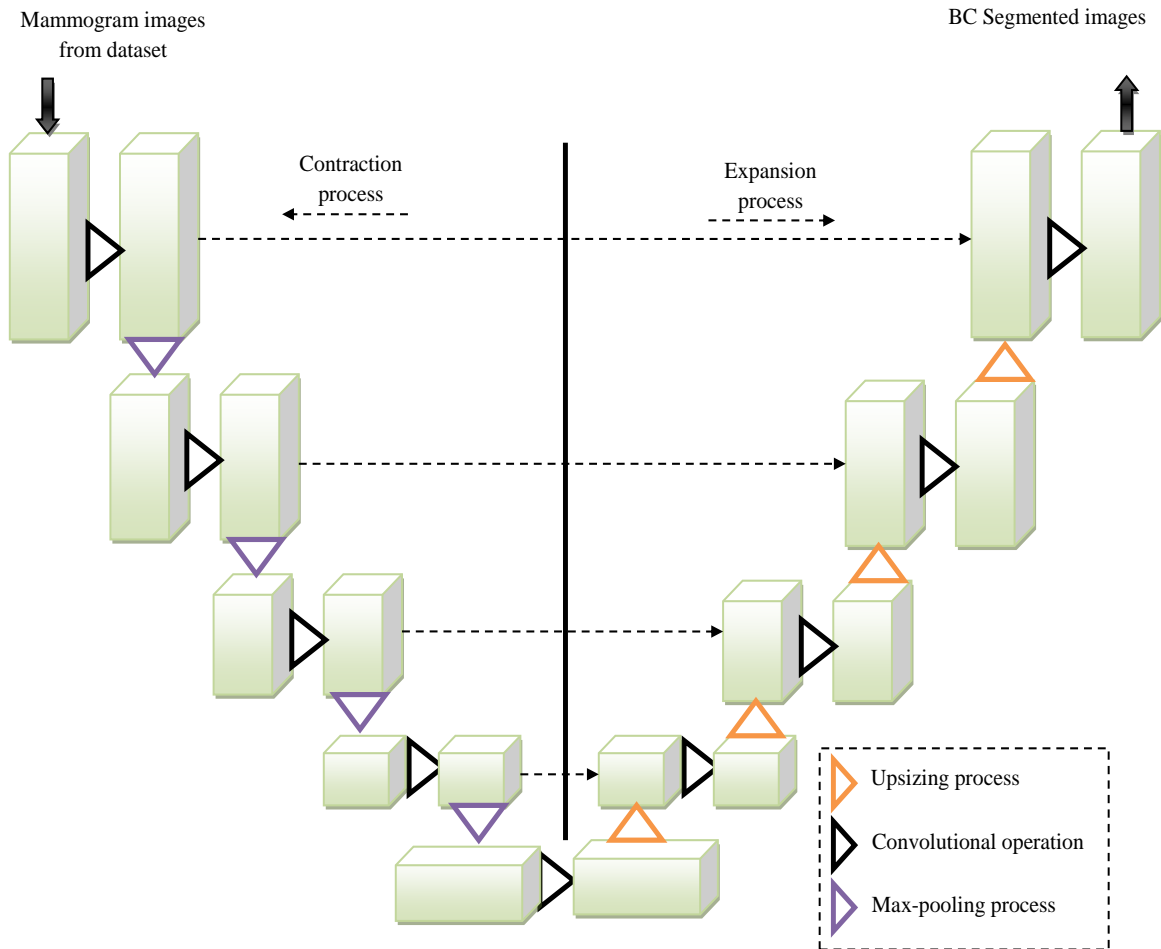 Mammogram images
from dataset
BC Segmented images
Contraction
process
Expansion
process
Upsizing process
Convolutional operation
Max-pooling process